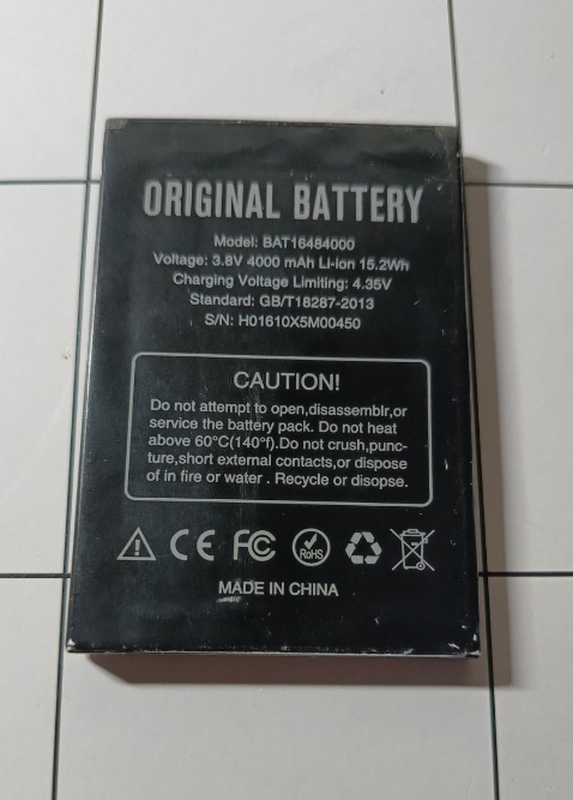 ORIGINAL BATTERY
Model: BAT16484000
Voltage: 3.8V 4000 mAh Li-ion 15.2Wh
Charging Voltage Limiting: 4.35V
Standard: GB/T18287-2013
S/N: H01610X5M00450
CAUTION!
Do not attempt to open,disassemblr,or
service the battery pack. Do not heat
above 60°C(140°f).Do not crush,punc-
ture,short external contacts,or dispose
of in fire or water . Recycle or disopse.
CE FC RoHS
MADE IN CHINA